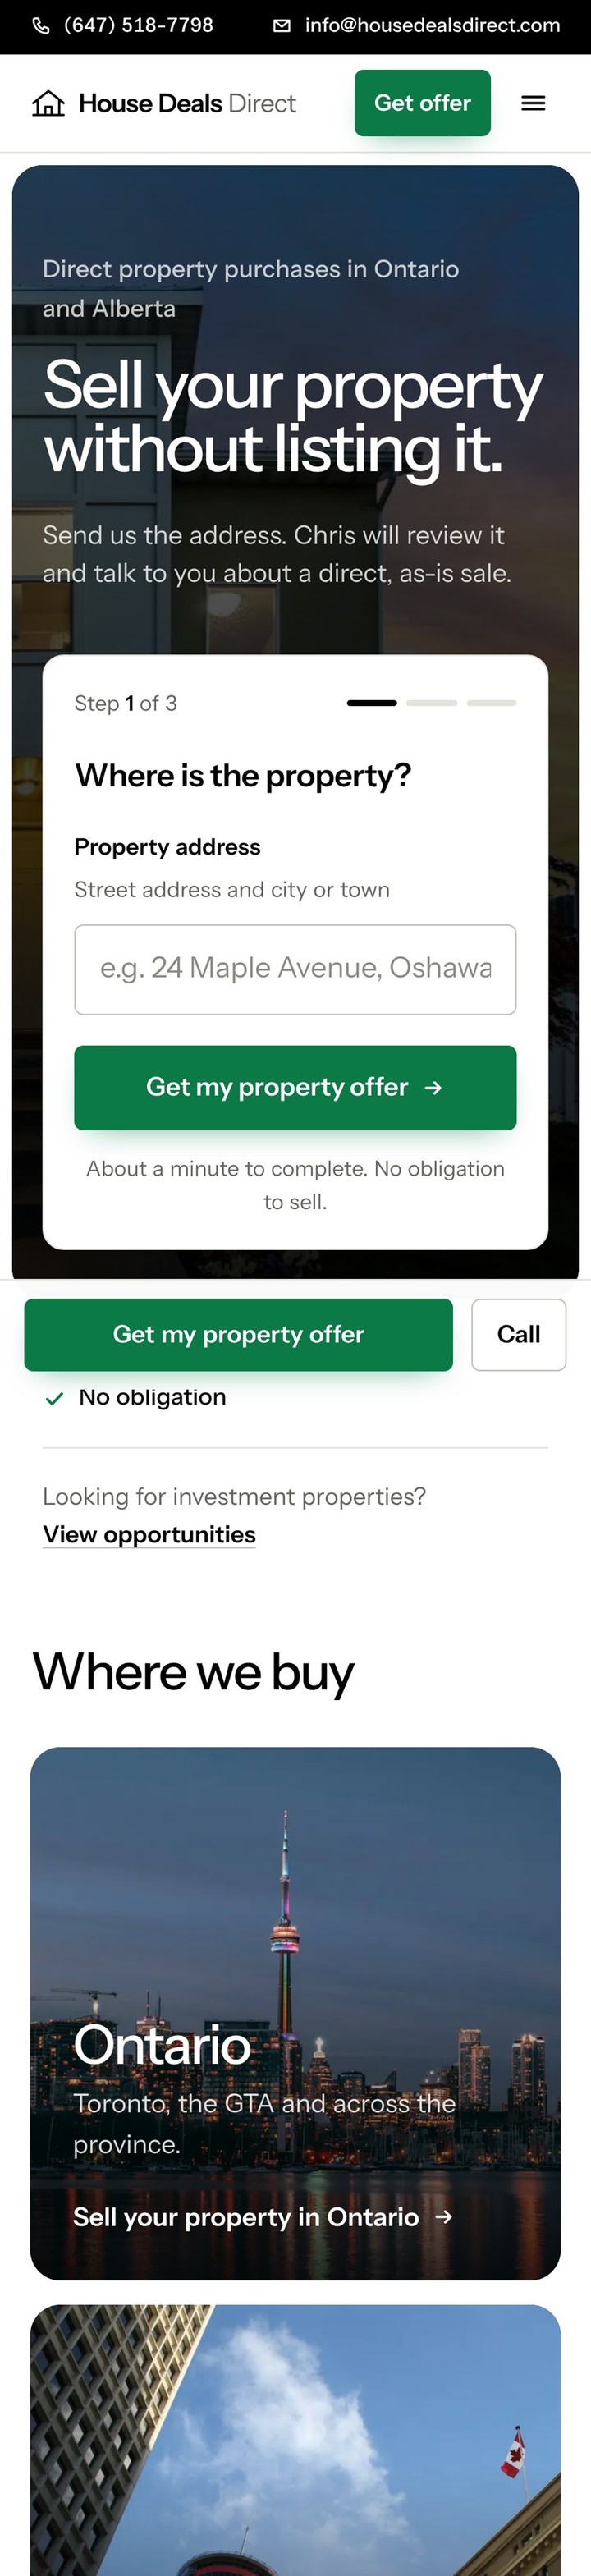 (647) 518-7798 info@housedealsdirect.com
House Deals Direct Get offer
Direct property purchases in Ontario
and Alberta
Sell your property
without listing it.
Send us the address. Chris will review it
and talk to you about a direct, as-is sale.
Step 1 of 3
Where is the property?
Property address
Street address and city or town
e.g. 24 Maple Avenue, Oshawa
Get my property offer →
About a minute to complete. No obligation
to sell.
Get my property offer Call
No obligation
Looking for investment properties?
View opportunities
Where we buy
Ontario
Toronto, the GTA and across the
province.
Sell your property in Ontario →